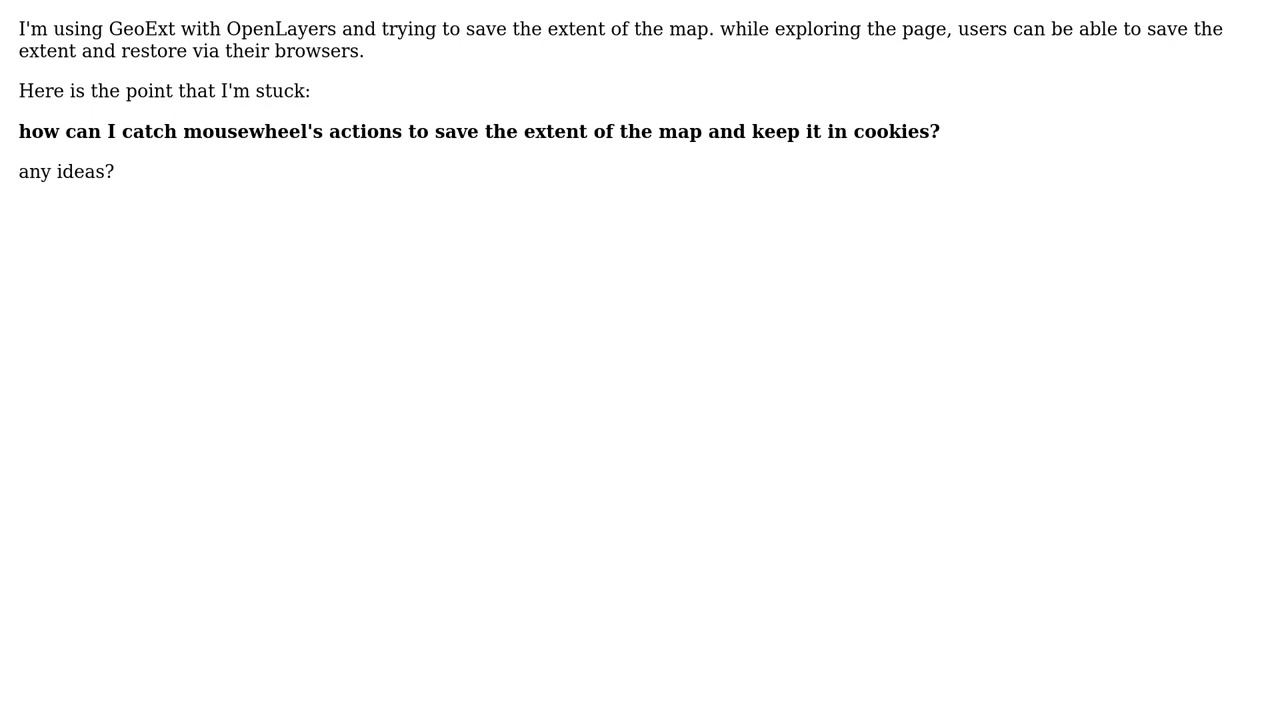 I'm using GeoExt with OpenLayers and trying to save the extent of the map. while exploring the page, users can be able to save the
extent and restore via their browsers.
Here is the point that I'm stuck:
how can I catch mousewheel's actions to save the extent of the map and keep it in cookies?
any ideas?